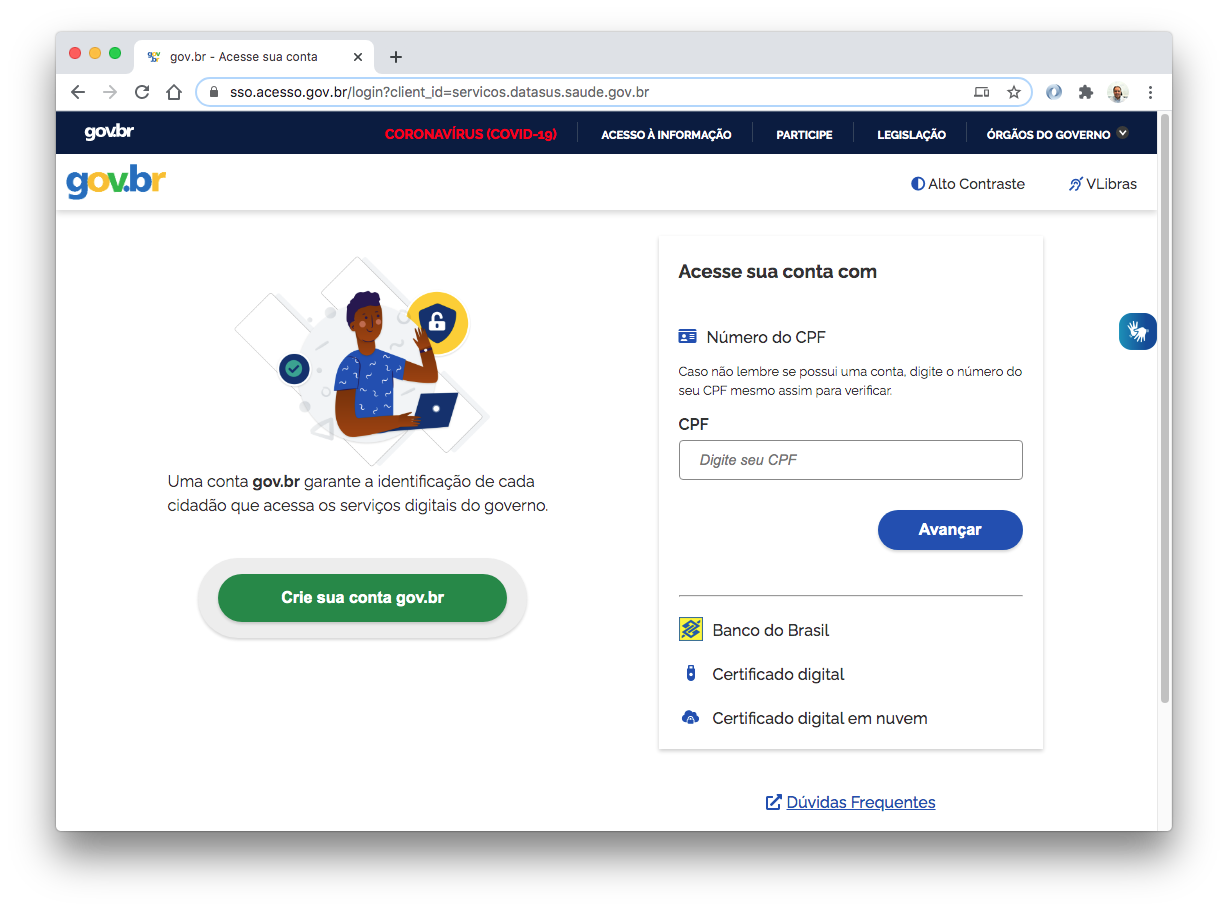 gov.br - Acesse sua conta
sso.acesso.gov.br/login?client_id=servicos.datasus.saude.gov.br
gov.br
CORONAVÍRUS (COVID-19)
ACESSO À INFORMAÇÃO
PARTICIPE
LEGISLAÇÃO
ÓRGÃOS DO GOVERNO
gov.br
Alto Contraste
VLibras
Uma conta gov.br garante a identificação de cada
cidadão que acessa os serviços digitais do governo.
Crie sua conta gov.br
Acesse sua conta com
Número do CPF
Caso não lembre se possui uma conta, digite o número do
seu CPF mesmo assim para verificar.
CPF
Digite seu CPF
Avançar
Banco do Brasil
Certificado digital
Certificado digital em nuvem
Dúvidas Frequentes